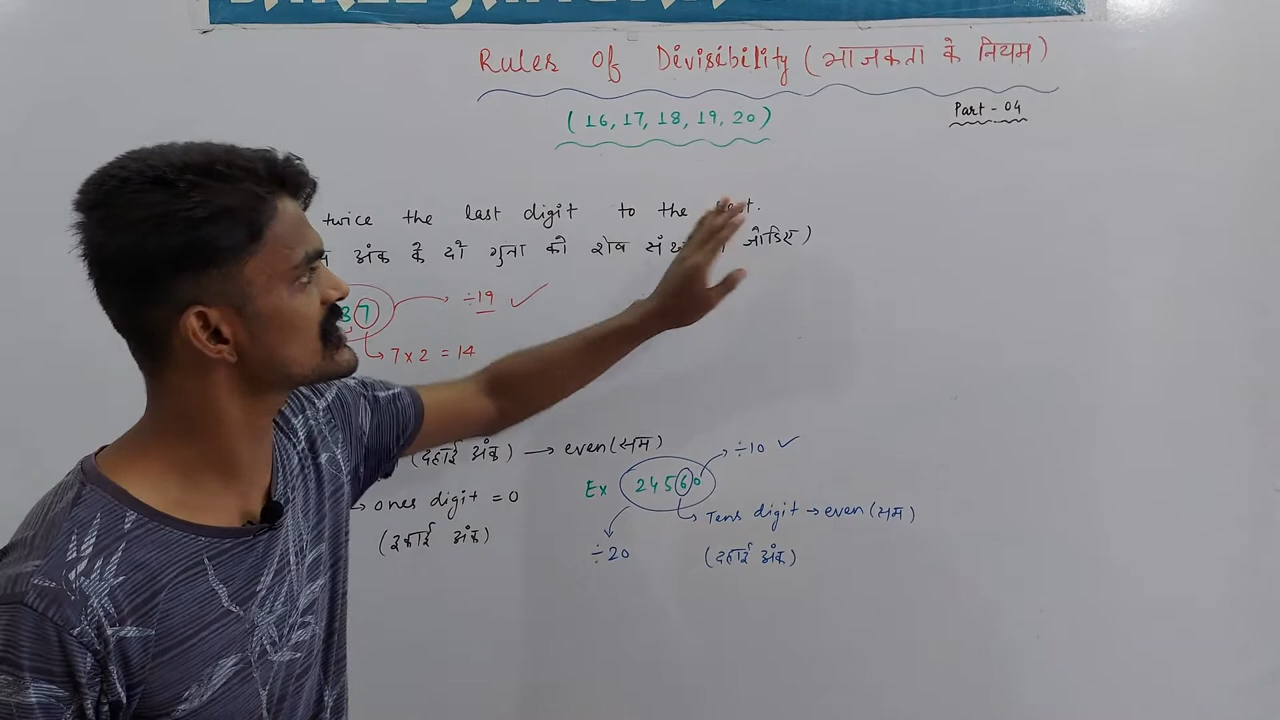 Rules Of Divisibility (भाजकता के नियम)
(16, 17, 18, 19, 20)
Part - 04
twice the last digit to the
अंक के दो गुना को शेष जोडिए)
37 ÷19 ✓
7 x 2 = 14
(दहाई अंक) → even (सम)
÷10 ✓
Ex 24560
→ ones digit = 0
Tens digit → even (सम)
(इकाई अंक)
÷20
(दहाई अंक)